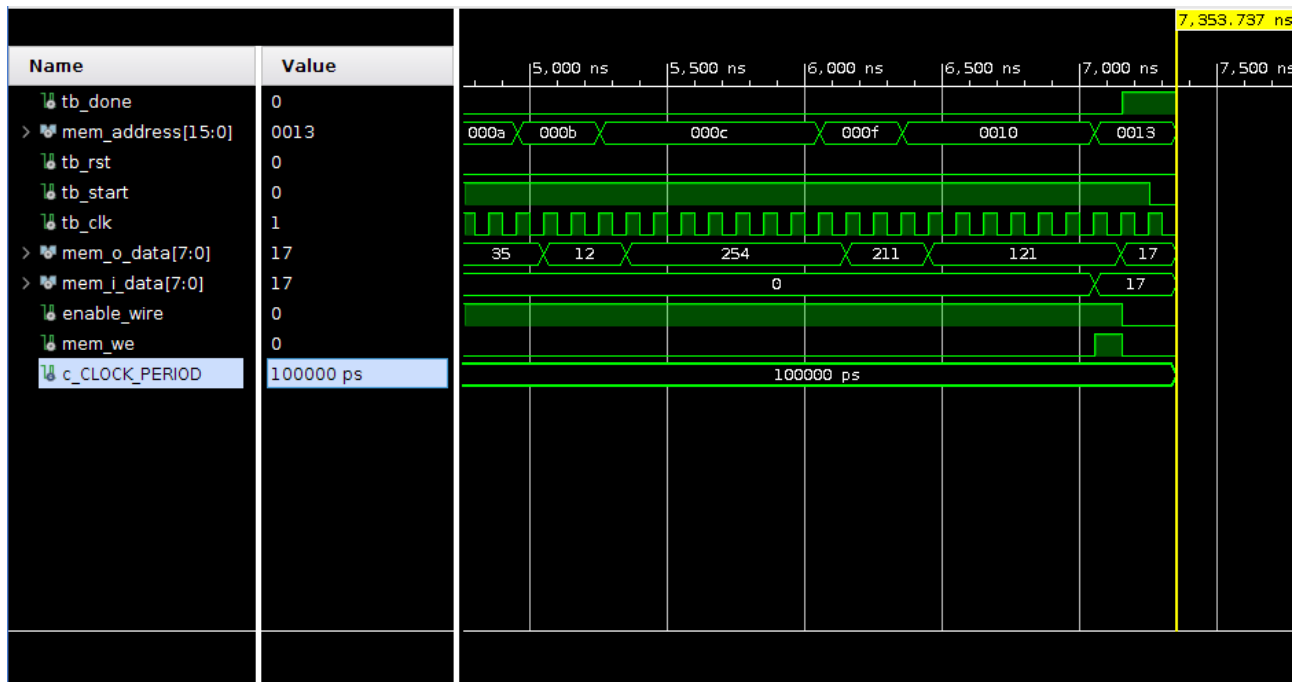 7,353.737 ns
Name Value
5,000 ns 5,500 ns 6,000 ns 6,500 ns 7,000 ns 7,500 ns
tb_done 0
mem_address[15:0] 0013 000a 000b 000c 000f 0010 0013
tb_rst 0
tb_start 0
tb_clk 1
mem_o_data[7:0] 17 35 12 254 211 121 17
mem_i_data[7:0] 17 0 17
enable_wire 0
mem_we 0
c_CLOCK_PERIOD 100000 ps 100000 ps